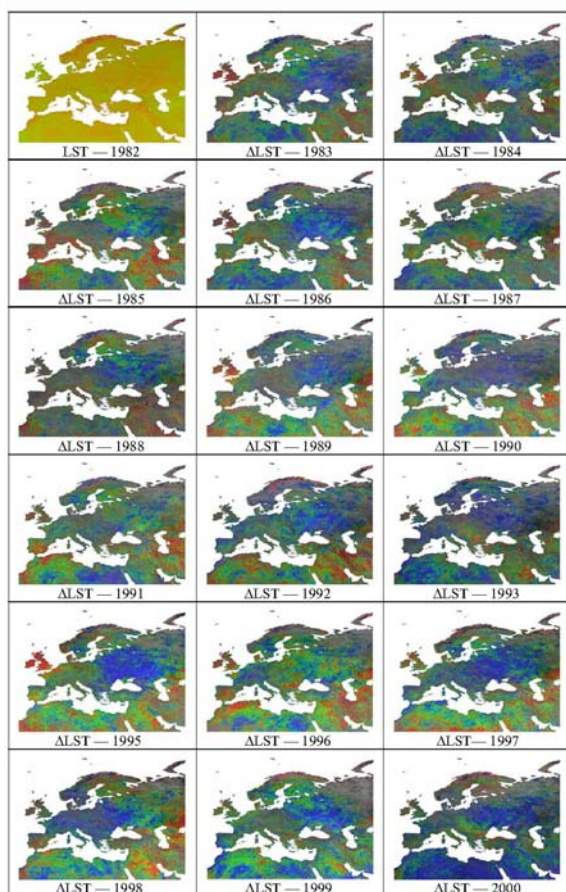 LST — 1982
ΔLST — 1983
ΔLST — 1984
ΔLST — 1985
ΔLST — 1986
ΔLST — 1987
ΔLST — 1988
ΔLST — 1989
ΔLST — 1990
ΔLST — 1991
ΔLST — 1992
ΔLST — 1993
ΔLST — 1995
ΔLST — 1996
ΔLST — 1997
ΔLST — 1998
ΔLST — 1999
ΔLST — 2000